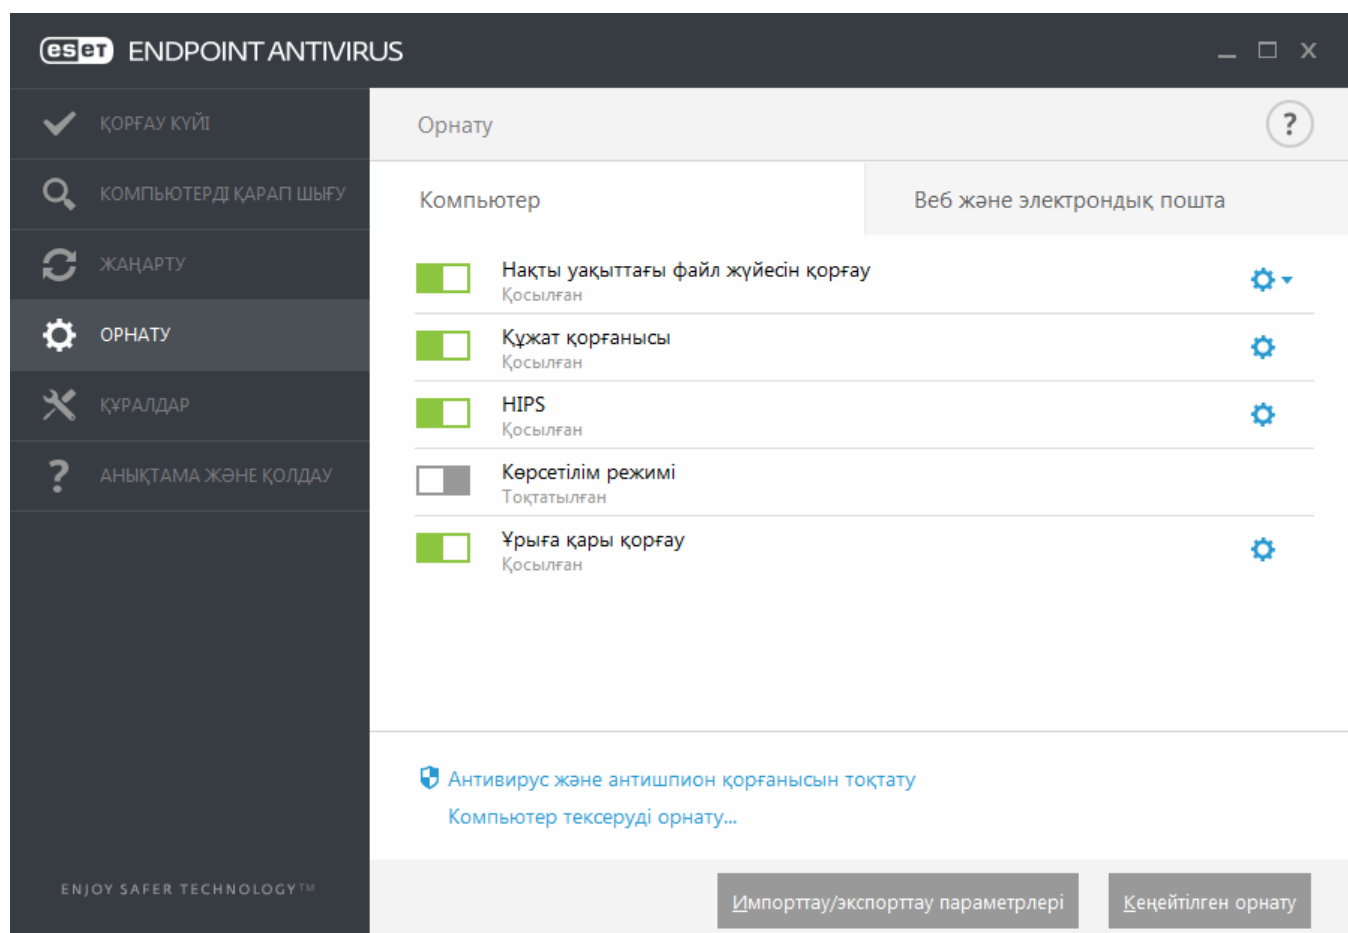 eset ENDPOINT ANTIVIRUS
ҚОРҒАУ КҮЙІ
КОМПЬЮТЕРДІ ҚАРАП ШЫҒУ
ЖАҢАРТУ
ОРНАТУ
ҚҰРАЛДАР
АНЫҚТАМА ЖӘНЕ ҚОЛДАУ
ENJOY SAFER TECHNOLOGY™
Орнату
Компьютер
Веб және электрондық пошта
Нақты уақыттағы файл жүйесін қорғау
Қосылған
Құжат қорғанысы
Қосылған
HIPS
Қосылған
Көрсетілім режимі
Тоқтатылған
Ұрыға қары қорғау
Қосылған
Антивирус және антишпион қорғанысын тоқтату
Компьютер тексеруді орнату...
Импорттау/экспорттау параметрлері
Кеңейтілген орнату